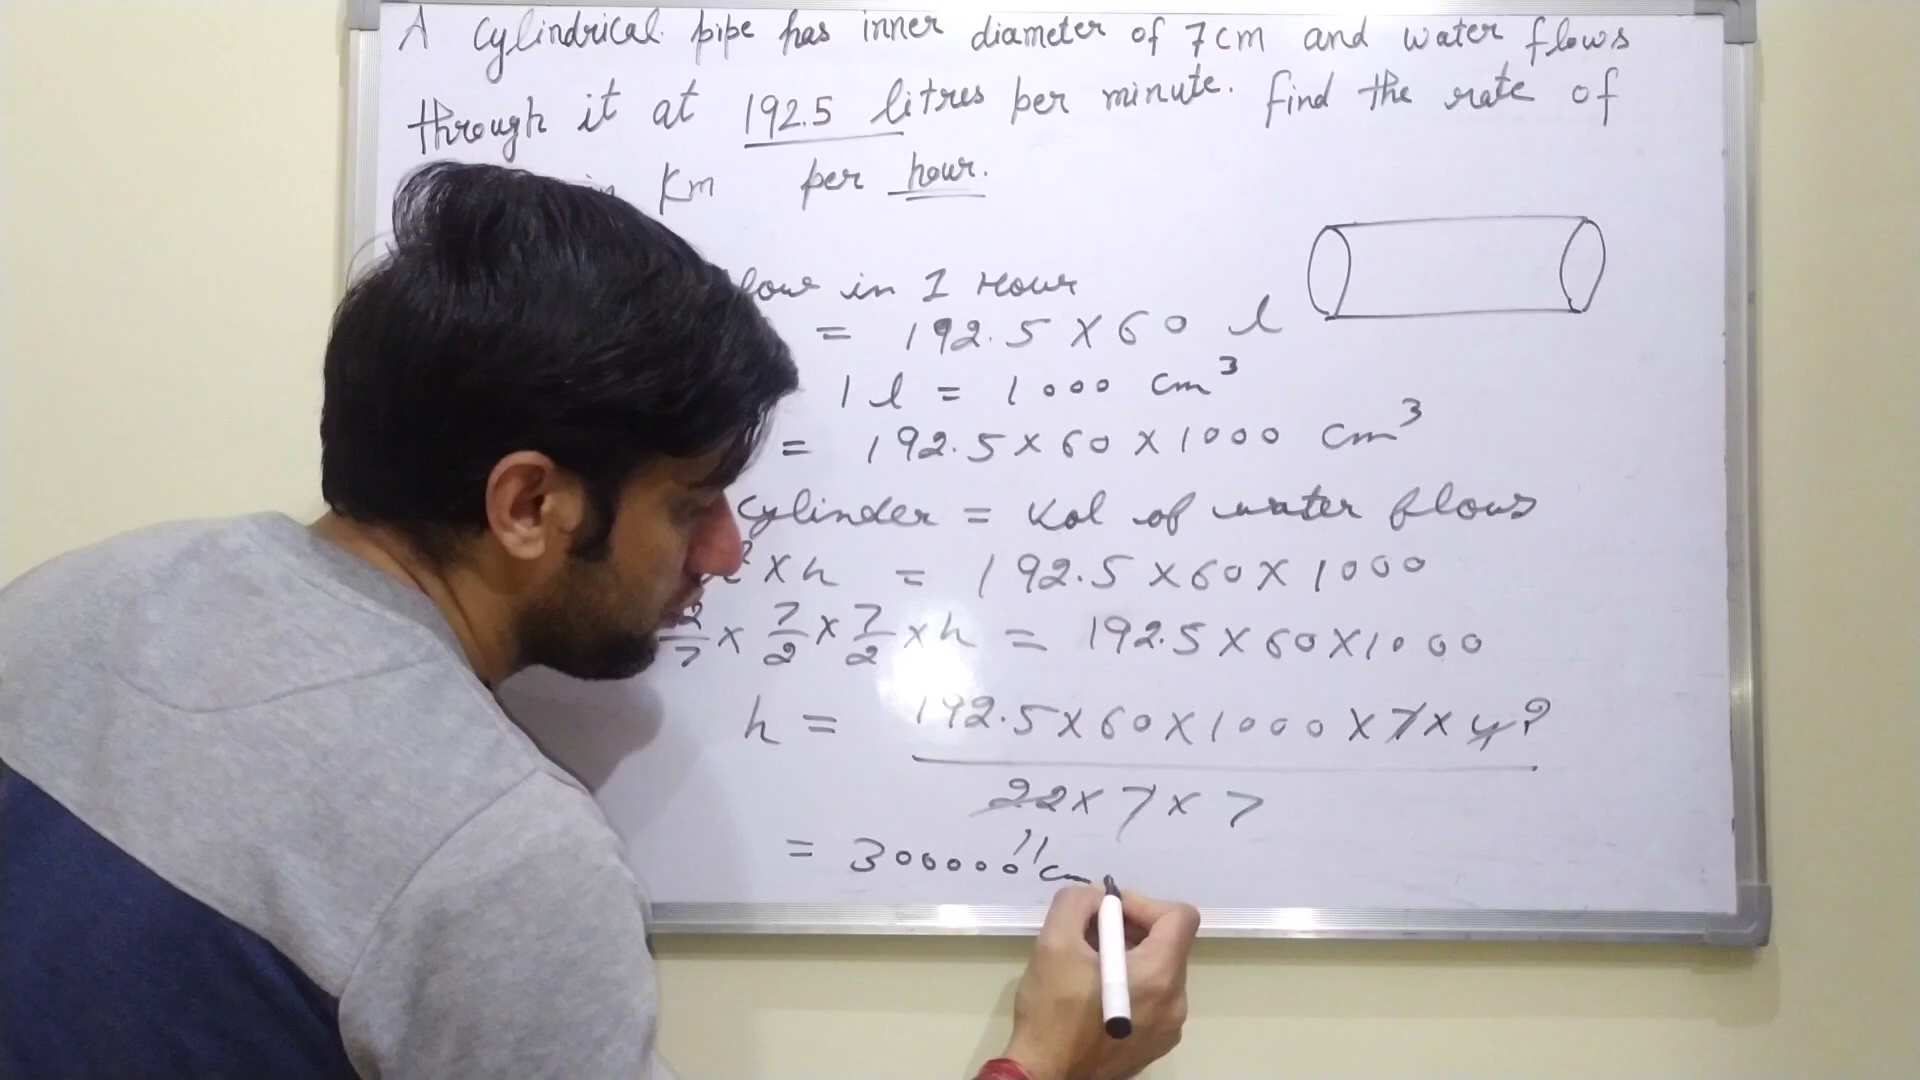 A cylindrical pipe has inner diameter of 7cm and water flows
through it at 192.5 litres per minute. find the rate of
in Km per hour.
in 1 Hour
= 192.5 X 60 l
1 l = 1000 cm³
= 192.5 x 60 x 1000 cm³
cylinder = Vol of water flows
² x h = 192.5 x 60 x 1000
x 7/2 x 7/2 x h = 192.5 x 60 x 1000
h = 192.5 x 60 x 1000 x 7 x 4 2
22 x 7 x 7
11
= 300000 cm